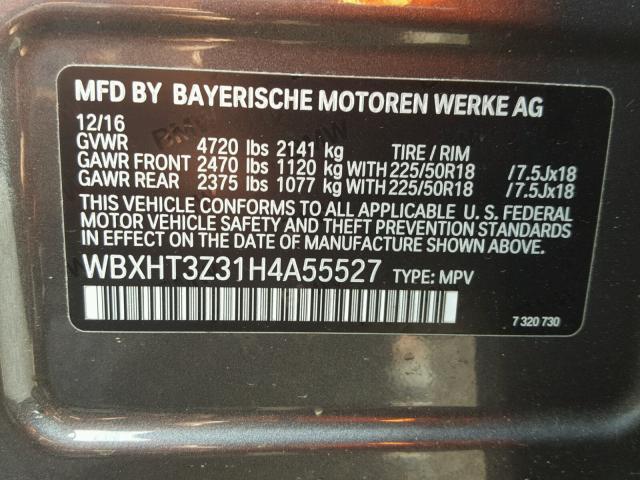 MFD BY BAYERISCHE MOTOREN WERKE AG
12/16
GVWR 4720 lbs 2141 kg TIRE / RIM
GAWR FRONT 2470 lbs 1120 kg WITH 225/50R18 / 7.5Jx18
GAWR REAR 2375 lbs 1077 kg WITH 225/50R18 / 7.5Jx18
THIS VEHICLE CONFORMS TO ALL APPLICABLE U. S. FEDERAL
MOTOR VEHICLE SAFETY AND THEFT PREVENTION STANDARDS
IN EFFECT ON THE DATE OF MANUFACTURE SHOWN ABOVE.
WBXHT3Z31H4A55527 TYPE: MPV
7 320 730